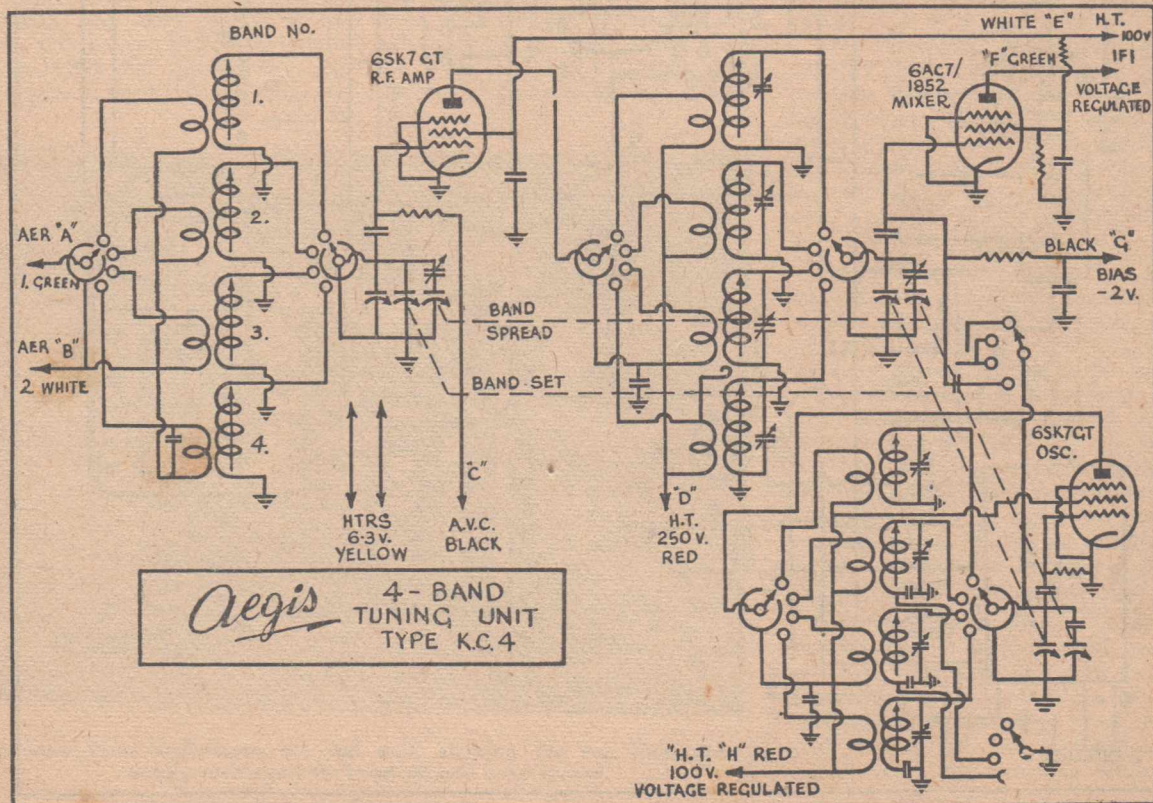 BAND No.
6SK7GT
R.F. AMP
WHITE "E" H.T.
100V
"F" GREEN
IF1
VOLTAGE
REGULATED
6AC7/
1852
MIXER
1.
2.
3.
4.
AER "A"
1. GREEN
AER "B"
2 WHITE
BAND
SPREAD
BAND SET
BLACK "G"
BIAS
-2 V.
6SK7GT
OSC.
HTRS
6·3V.
YELLOW
"C"
A.V.C.
BLACK
"D"
H.T.
250 V.
RED
Aegis
4-BAND
TUNING UNIT
TYPE K.C.4
"H.T. "H" RED
100V.
VOLTAGE REGULATED